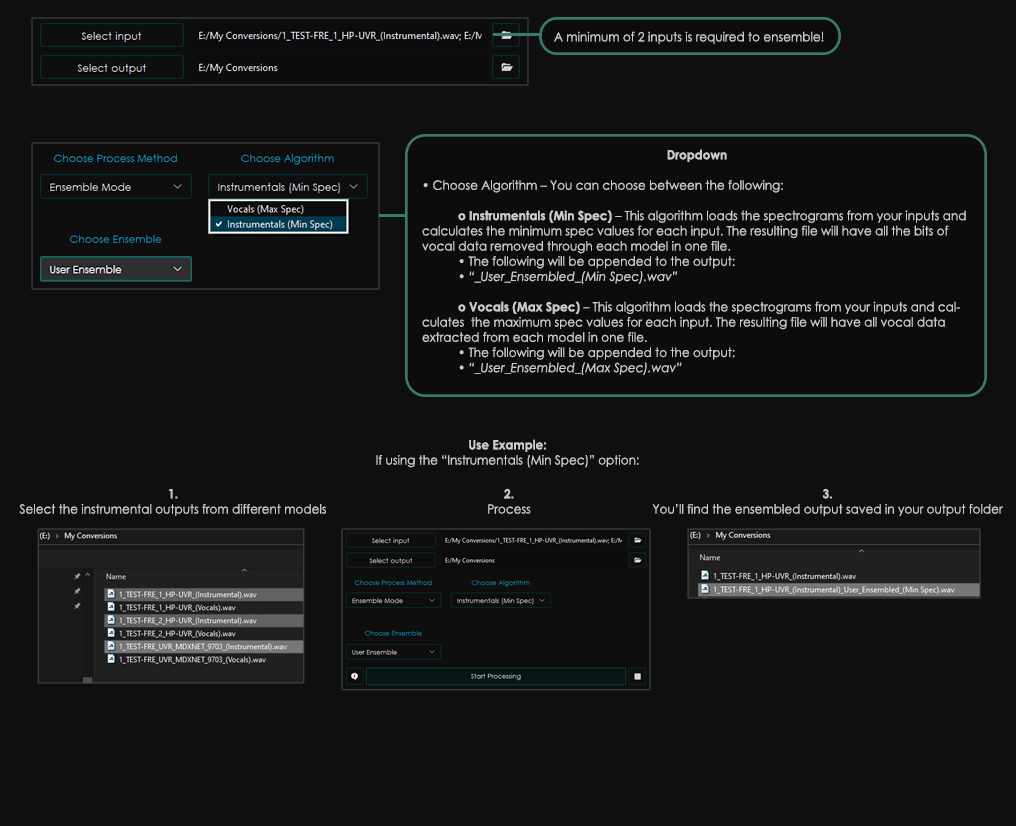 Select input
E:/My Conversions/1_TEST-FRE_1_HP-UVR_(Instrumental).wav; E:/M
A minimum of 2 inputs is required to ensemble!
Select output
E:/My Conversions
Choose Process Method
Choose Algorithm
Ensemble Mode
Instrumentals (Min Spec)
Vocals (Max Spec)
Instrumentals (Min Spec)
Choose Ensemble
User Ensemble
Dropdown
• Choose Algorithm – You can choose between the following:
o Instrumentals (Min Spec) – This algorithm loads the spectrograms from your inputs and
calculates the minimum spec values for each input. The resulting file will have all the bits of
vocal data removed through each model in one file.
• The following will be appended to the output:
• “_User_Ensembled_(Min Spec).wav”
o Vocals (Max Spec) – This algorithm loads the spectrograms from your inputs and cal-
culates the maximum spec values for each input. The resulting file will have all vocal data
extracted from each model in one file.
• The following will be appended to the output:
• “_User_Ensembled_(Max Spec).wav”
Use Example:
If using the “Instrumentals (Min Spec)” option:
1.
Select the instrumental outputs from different models
(E:) › My Conversions
Name
1_TEST-FRE_1_HP-UVR_(Instrumental).wav
1_TEST-FRE_1_HP-UVR_(Vocals).wav
1_TEST-FRE_2_HP-UVR_(Instrumental).wav
1_TEST-FRE_2_HP-UVR_(Vocals).wav
1_TEST-FRE_UVR_MDXNET_9703_(Instrumental).wav
1_TEST-FRE_UVR_MDXNET_9703_(Vocals).wav
2.
Process
Select input
E:/My Conversions/1_TEST-FRE_1_HP-UVR_(Instrumental).wav; E:/M
Select output
E:/My Conversions
Choose Process Method
Choose Algorithm
Ensemble Mode
Instrumentals (Min Spec)
Choose Ensemble
User Ensemble
Start Processing
3.
You’ll find the ensembled output saved in your output folder
(E:) › My Conversions
Name
1_TEST-FRE_1_HP-UVR_(Instrumental).wav
1_TEST-FRE_1_HP-UVR_(Instrumental)_User_Ensembled_(Min Spec).wav